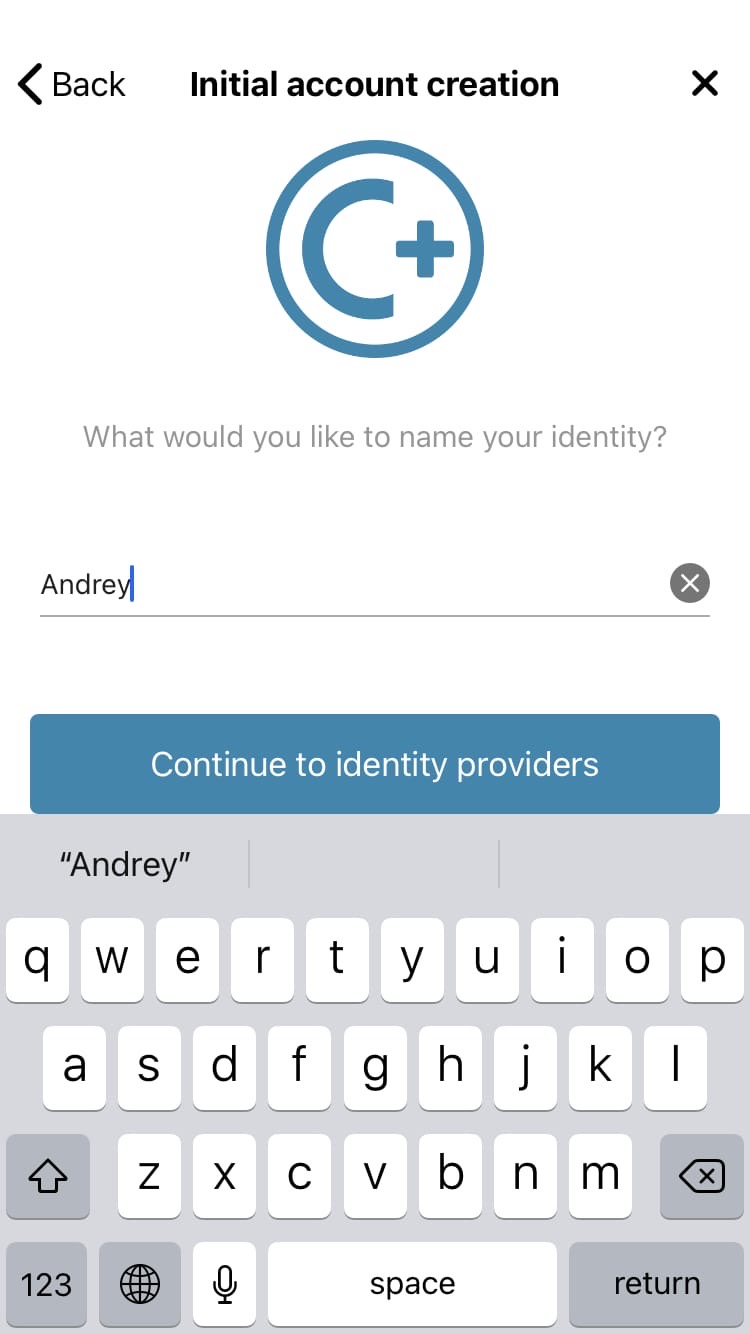 Back Initial account creation
C+
What would you like to name your identity?
Andrey
Continue to identity providers
“Andrey”
q w e r t y u i o p
a s d f g h j k l
z x c v b n m
123 space return